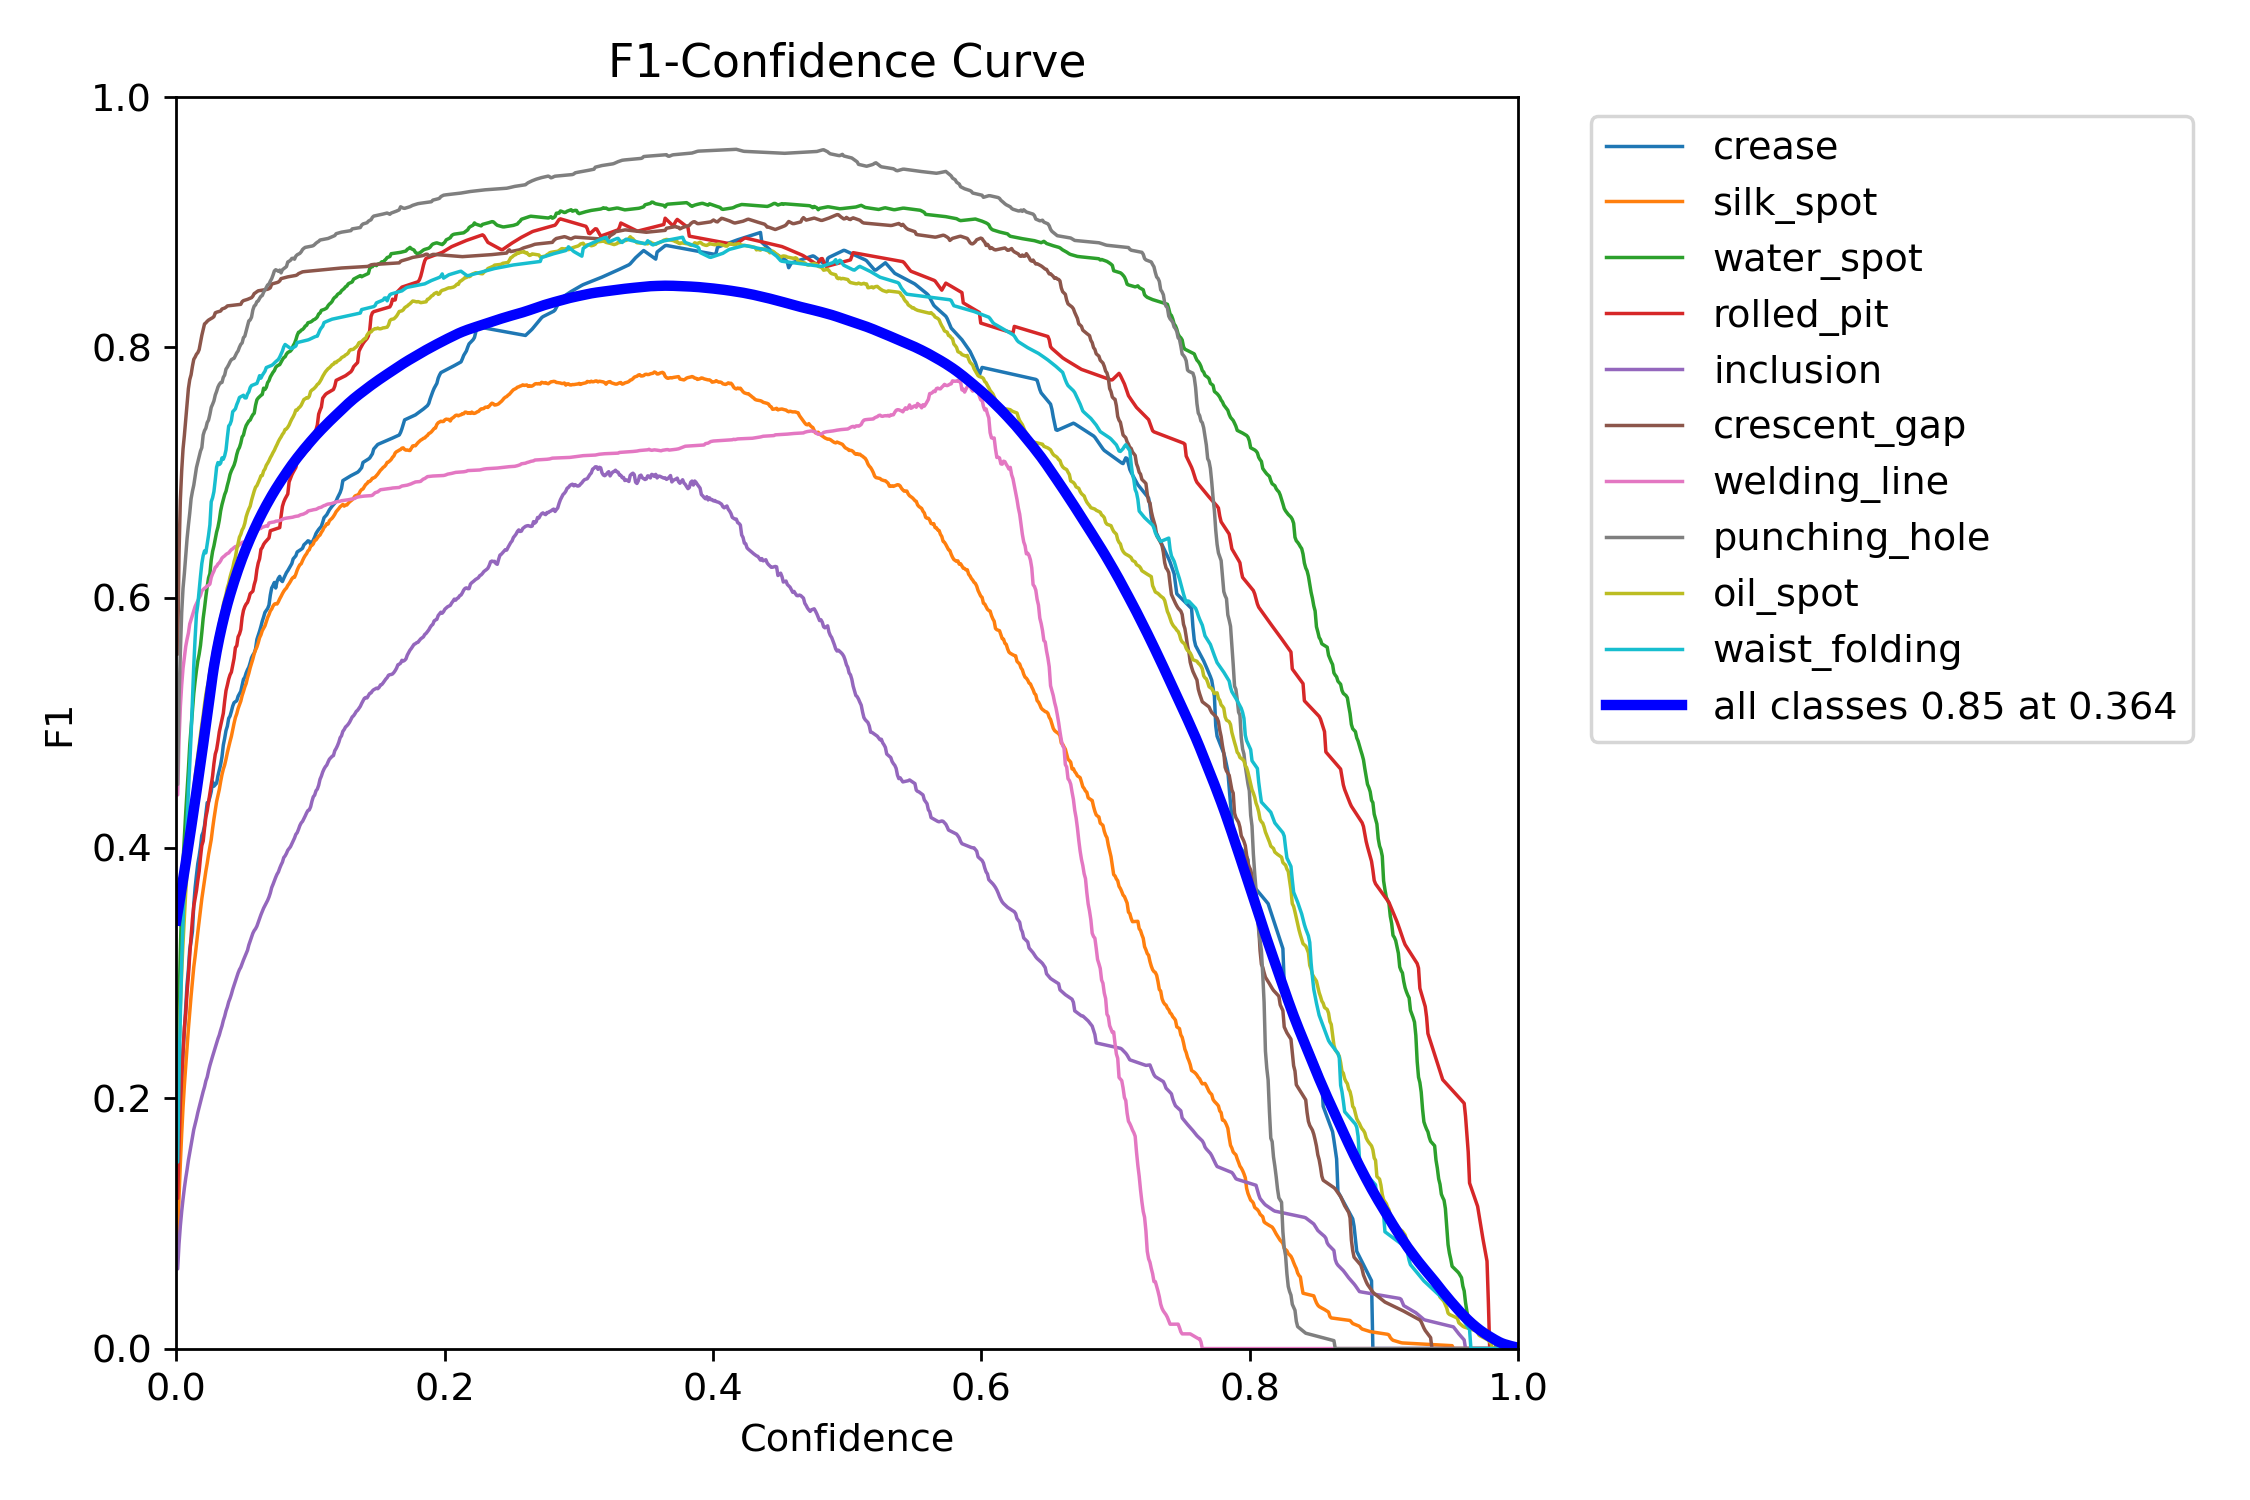 F1-Confidence Curve
1.0
0.8
0.6
0.4
0.2
0.0
F1
0.0 0.2 0.4 0.6 0.8 1.0
Confidence
crease
silk_spot
water_spot
rolled_pit
inclusion
crescent_gap
welding_line
punching_hole
oil_spot
waist_folding
all classes 0.85 at 0.364